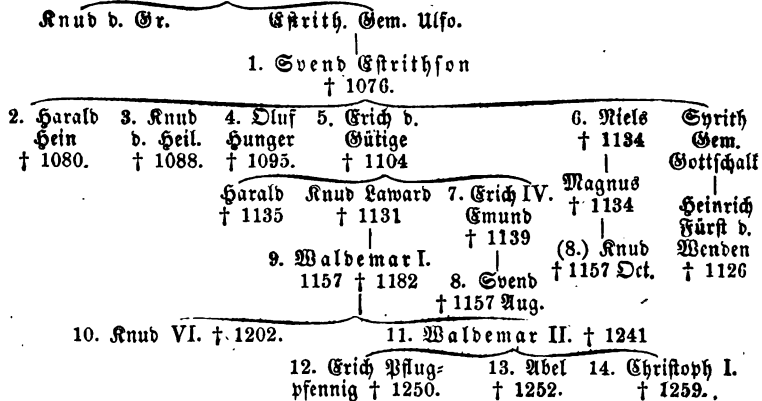 Knud d. Gr. Estrith. Gem. Ulfo.
1. Svend Estrithson
† 1076.
2. Harald 3. Knud 4. Oluf 5. Erich d. 6. Niels Syrith
Hein d. Heil. Hunger Gütige † 1134 Gem.
† 1080. † 1088. † 1095. † 1104 Gottschalk
Harald Knud Laward 7. Erich IV. Magnus Heinrich
† 1135 † 1131 Emund † 1134 Fürst d.
† 1139 (8.) Knud Wenden
9. Waldemar I. † 1157 Oct. † 1126
1157 † 1182 8. Svend
† 1157 Aug.
10. Knud VI. † 1202. 11. Waldemar II. † 1241
12. Erich Pflug- 13. Abel 14. Christoph I.
pfennig † 1250. † 1252. † 1259.